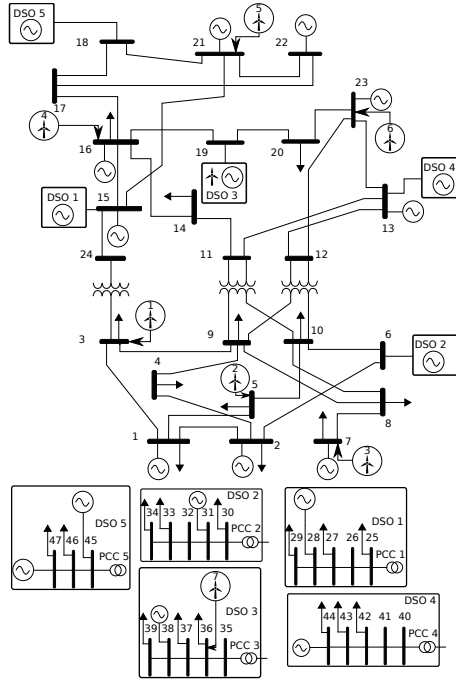 DSO 5
5
18
21
22
17
23
4
6
16
19
20
DSO 4
DSO 3
DSO 1
15
14
13
24
11
12
1
3
9
10
6
4
2
5
DSO 2
8
1
2
7
3
DSO 5
47 46 45
PCC 5
DSO 2
34 33 32 31 30
PCC 2
DSO 1
29 28 27 26 25
PCC 1
7
DSO 3
39 38 37 36 35
PCC 3
DSO 4
44 43 42 41 40
PCC 4